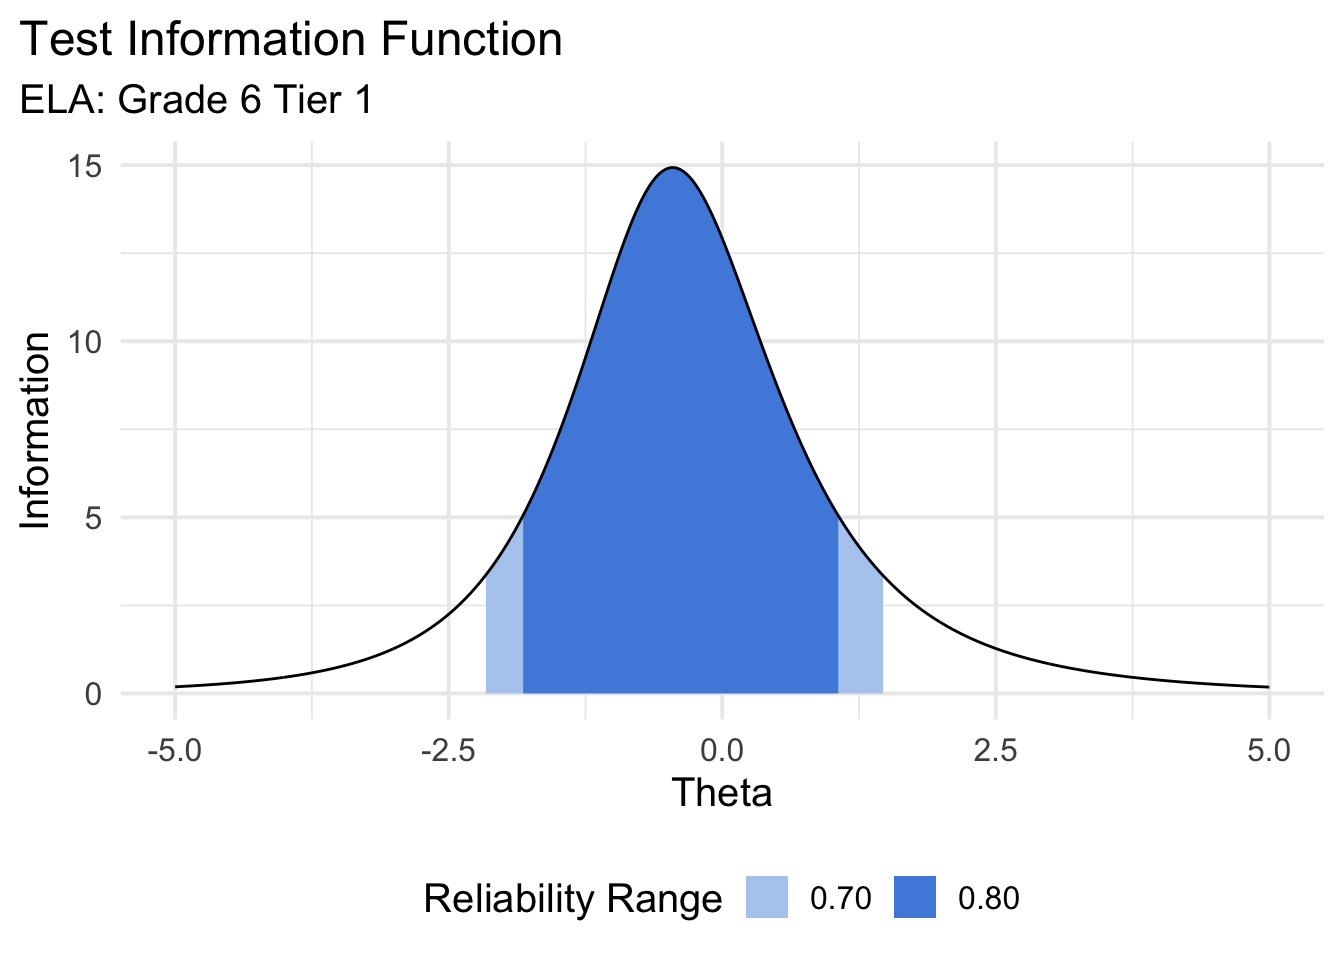 Test Information Function
ELA: Grade 6 Tier 1
15
10
5
0
Information
-5.0 -2.5 0.0 2.5 5.0
Theta
Reliability Range 0.70 0.80